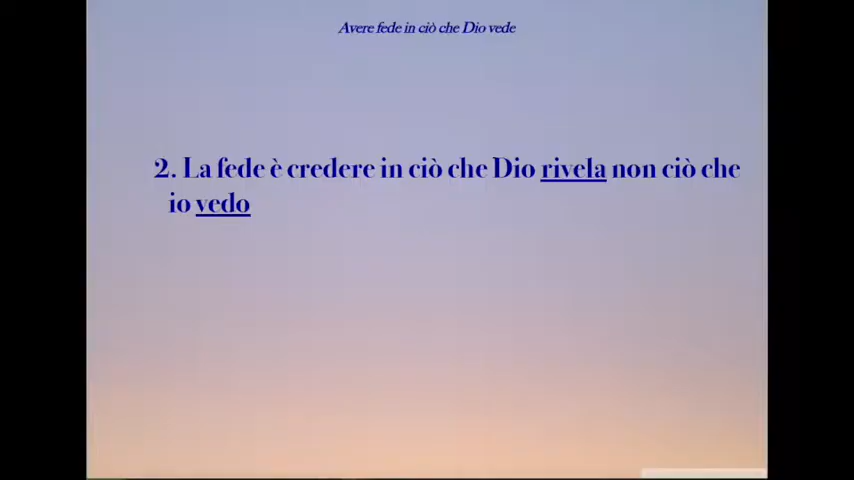 Avere fede in ciò che Dio vede
2. La fede è credere in ciò che Dio rivela non ciò che
io vedo